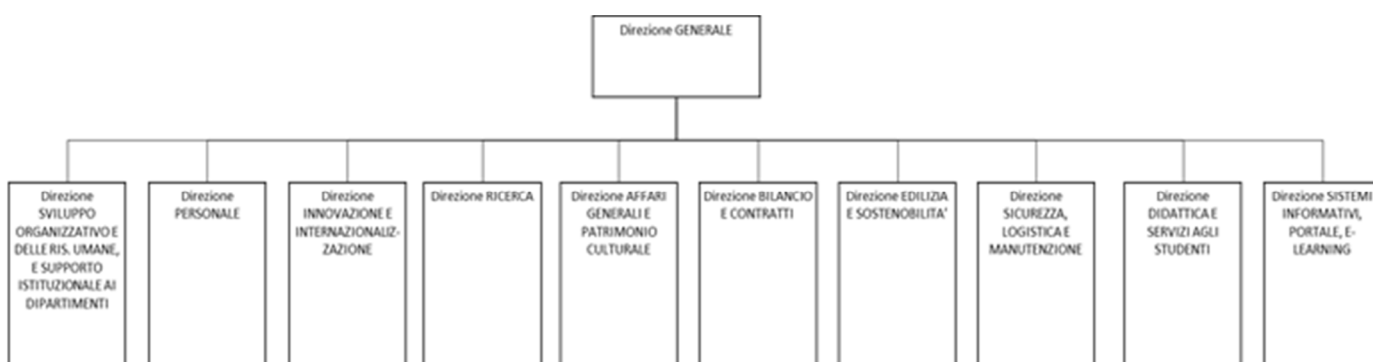 Direzione GENERALE
Direzione
SVILUPPO
ORGANIZZATIVO E
DELLE RIS. UMANE,
E SUPPORTO
ISTITUZIONALE AI
DIPARTIMENTI
Direzione
PERSONALE
Direzione
INNOVAZIONE E
INTERNAZIONALIZ-
ZAZIONE
Direzione RICERCA
Direzione AFFARI
GENERALI E
PATRIMONIO
CULTURALE
Direzione BILANCIO
E CONTRATTI
Direzione EDILIZIA
E SOSTENOBILITA'
Direzione
SICUREZZA,
LOGISTICA E
MANUTENZIONE
Direzione
DIDATTICA E
SERVIZI AGLI
STUDENTI
Direzione SISTEMI
INFORMATIVI,
PORTALE, E-
LEARNING